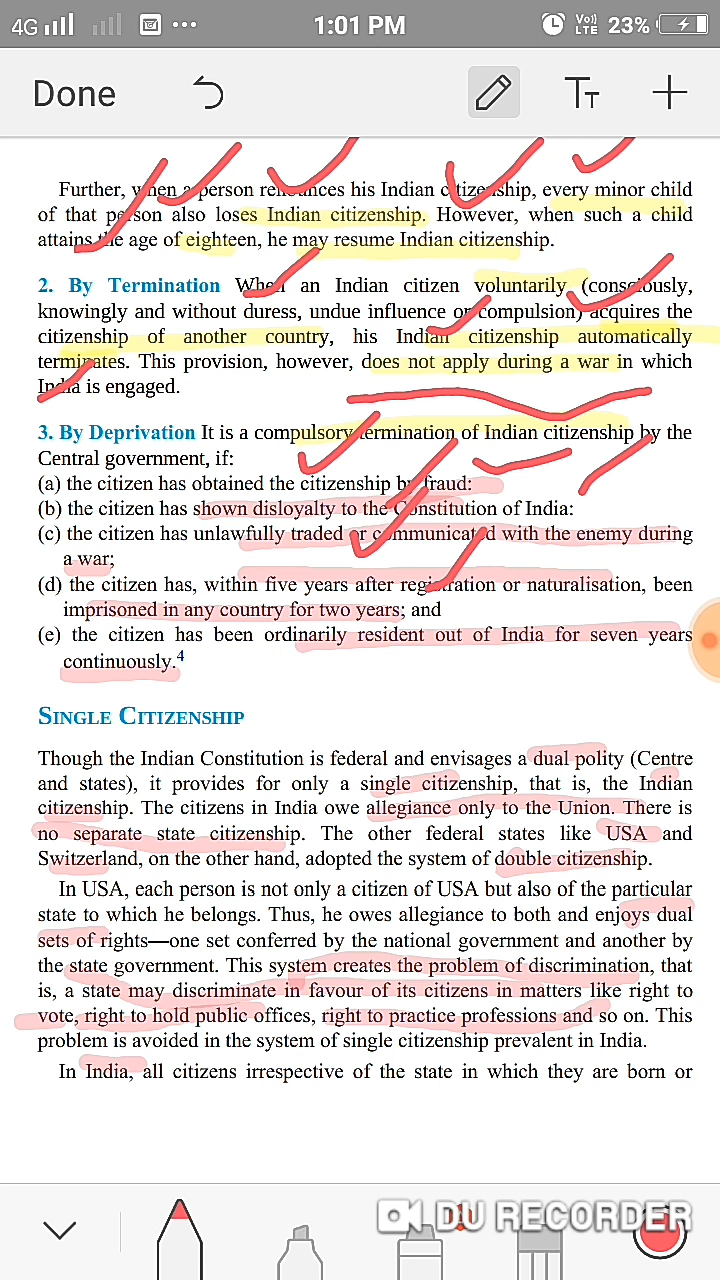 4G 1:01 PM Vo)) LTE 23%
Done TT
Further, when a person renounces his Indian citizenship, every minor child
of that person also loses Indian citizenship. However, when such a child
attains the age of eighteen, he may resume Indian citizenship.
2. By Termination When an Indian citizen voluntarily (consciously,
knowingly and without duress, undue influence or compulsion) acquires the
citizenship of another country, his Indian citizenship automatically
terminates. This provision, however, does not apply during a war in which
India is engaged.
3. By Deprivation It is a compulsory termination of Indian citizenship by the
Central government, if:
(a) the citizen has obtained the citizenship by fraud:
(b) the citizen has shown disloyalty to the Constitution of India:
(c) the citizen has unlawfully traded or communicated with the enemy during
a war;
(d) the citizen has, within five years after registration or naturalisation, been
imprisoned in any country for two years; and
(e) the citizen has been ordinarily resident out of India for seven years
continuously.4
SINGLE CITIZENSHIP
Though the Indian Constitution is federal and envisages a dual polity (Centre
and states), it provides for only a single citizenship, that is, the Indian
citizenship. The citizens in India owe allegiance only to the Union. There is
no separate state citizenship. The other federal states like USA and
Switzerland, on the other hand, adopted the system of double citizenship.
In USA, each person is not only a citizen of USA but also of the particular
state to which he belongs. Thus, he owes allegiance to both and enjoys dual
sets of rights—one set conferred by the national government and another by
the state government. This system creates the problem of discrimination, that
is, a state may discriminate in favour of its citizens in matters like right to
vote, right to hold public offices, right to practice professions and so on. This
problem is avoided in the system of single citizenship prevalent in India.
In India, all citizens irrespective of the state in which they are born or
DU RECORDER